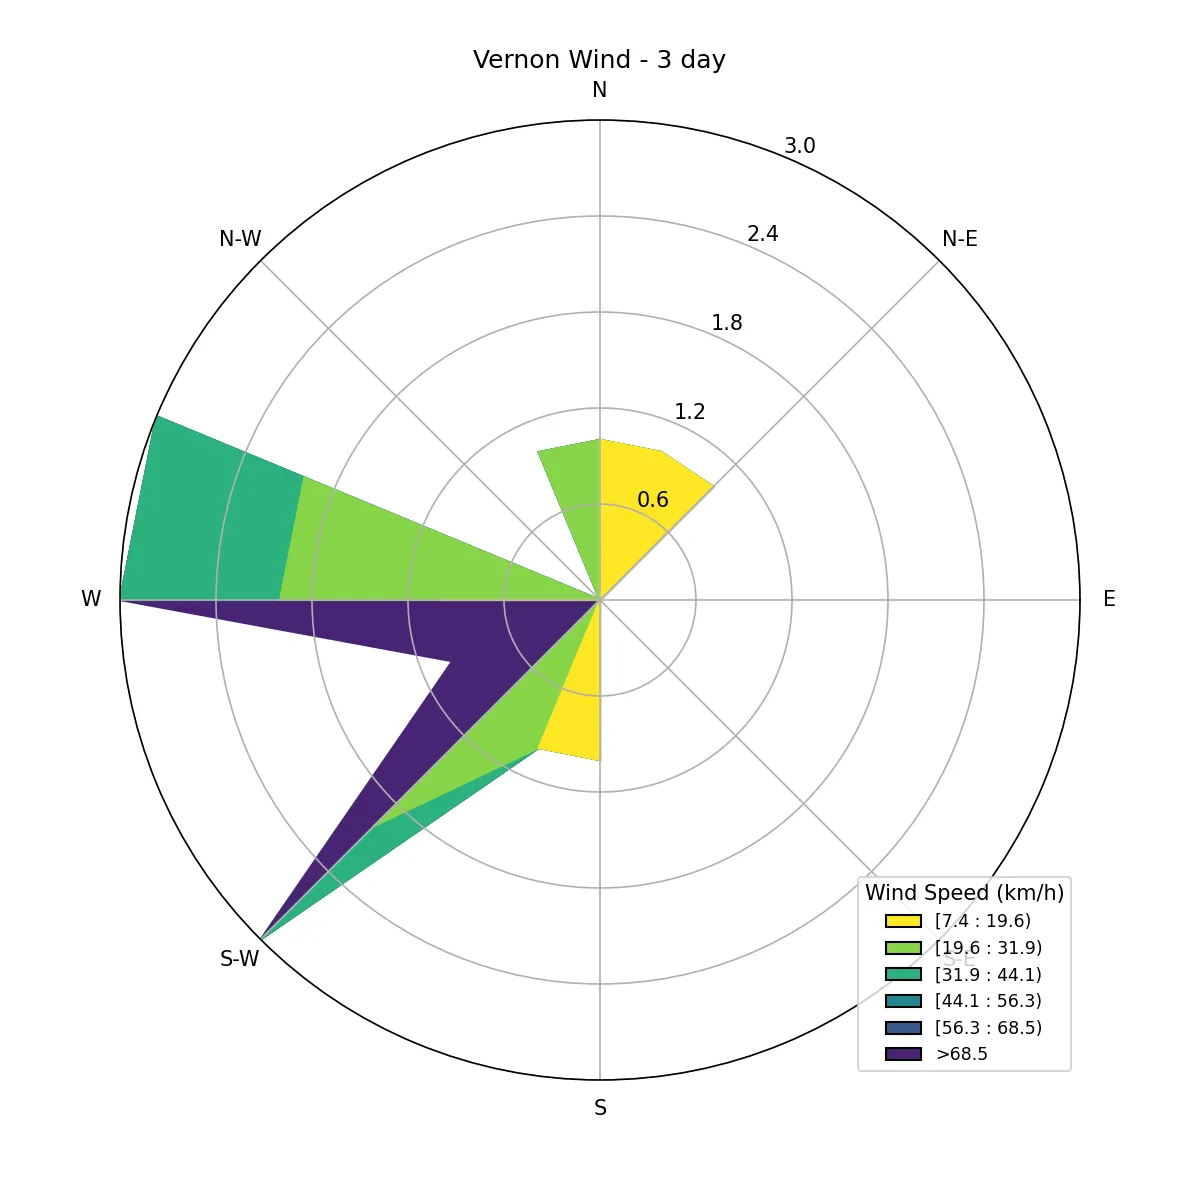 Vernon Wind - 3 day
N
3.0
N-W
N-E
2.4
1.8
1.2
0.6
W
E
S-W
S-E
S
Wind Speed (km/h)
[7.4 : 19.6)
[19.6 : 31.9)
[31.9 : 44.1)
[44.1 : 56.3)
[56.3 : 68.5)
>68.5